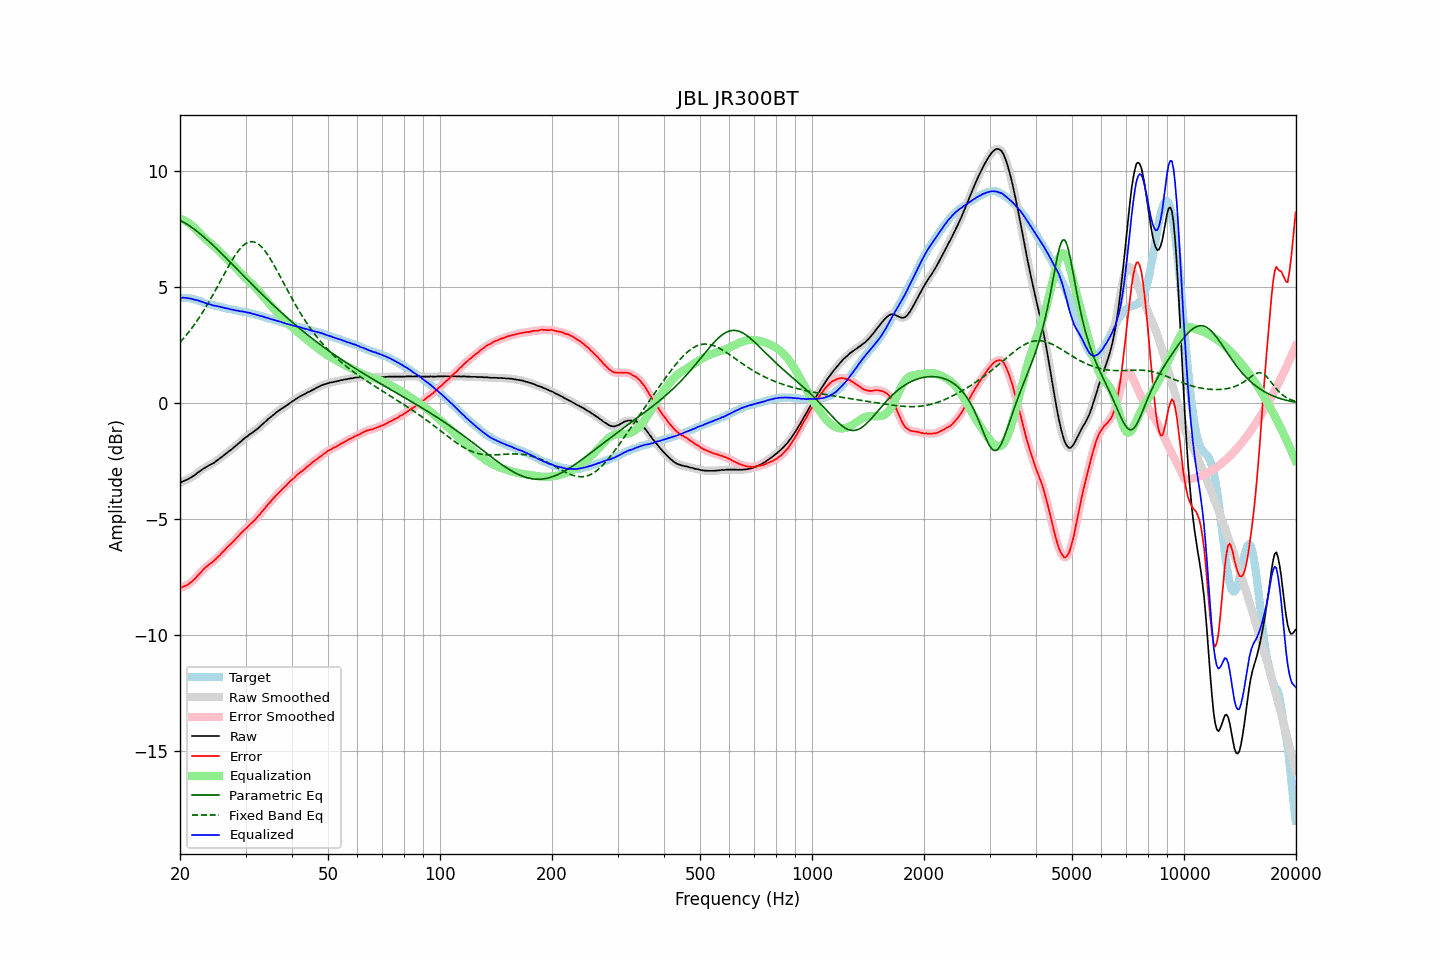 JBL JR300BT
Amplitude (dBr)
10
5
0
−5
−10
−15
Target
Raw Smoothed
Error Smoothed
Raw
Error
Equalization
Parametric Eq
Fixed Band Eq
Equalized
20 50 100 200 500 1000 2000 5000 10000 20000
Frequency (Hz)